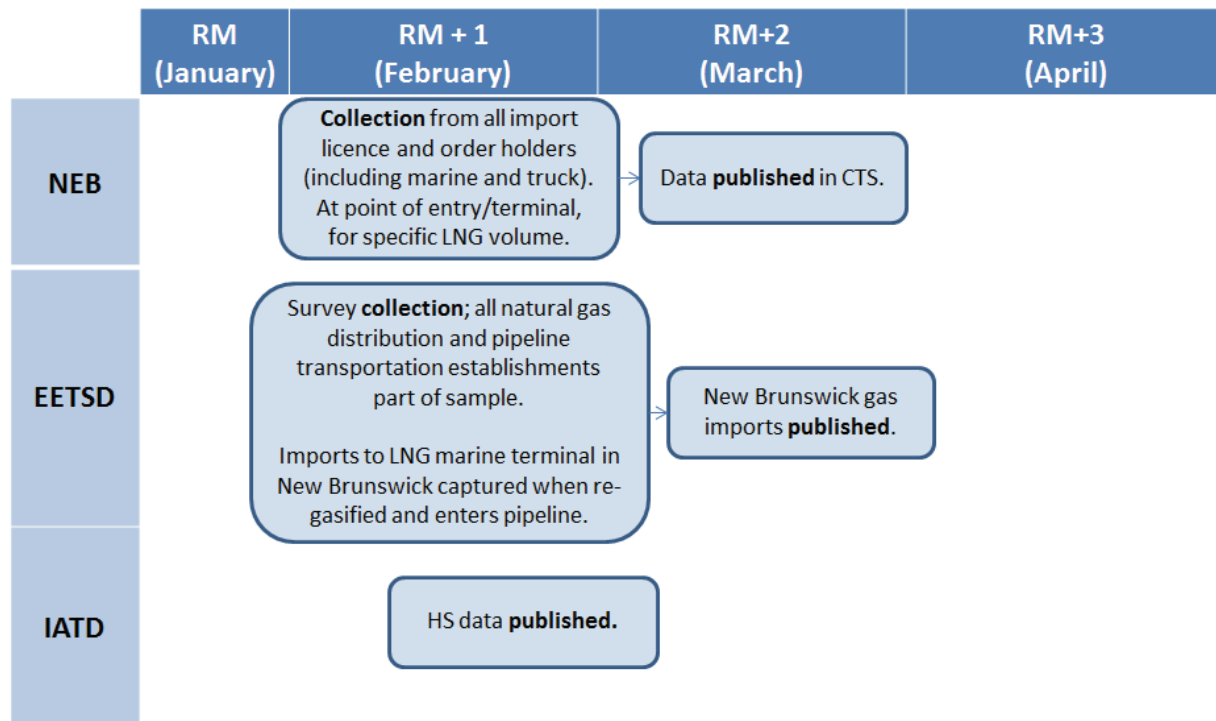 RM
(January)
RM + 1
(February)
RM+2
(March)
RM+3
(April)
NEB
Collection from all import
licence and order holders
(including marine and truck).
At point of entry/terminal,
for specific LNG volume.
Data published in CTS.
EETSD
Survey collection; all natural gas
distribution and pipeline
transportation establishments
part of sample.
Imports to LNG marine terminal in
New Brunswick captured when re-
gasified and enters pipeline.
New Brunswick gas
imports published.
IATD
HS data published.